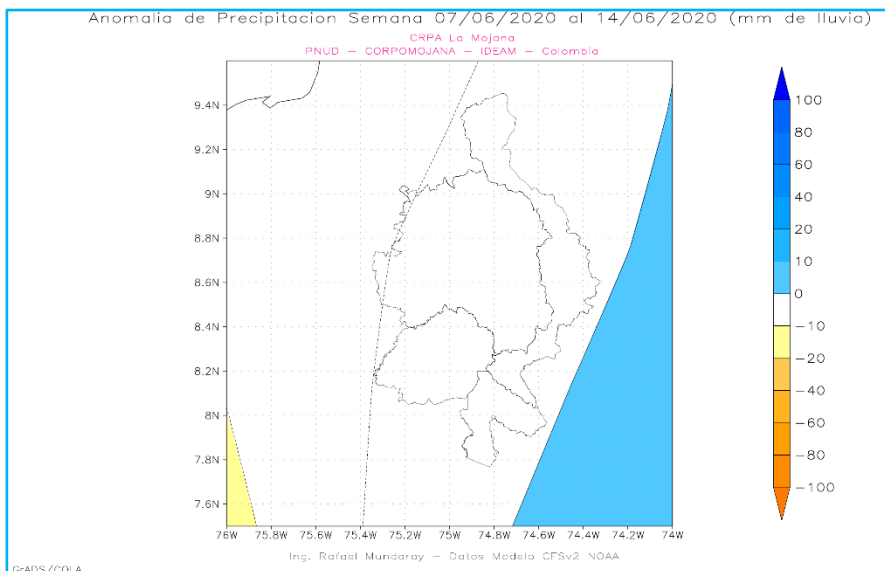 Anomalia de Precipitacion Semana 07/06/2020 al 14/06/2020 (mm de lluvia)
CRPA La Mojana
PNUD – CORPOMOJANA – IDEAM – Colombia
9.4N
9.2N
9N
8.8N
8.6N
8.4N
8.2N
8N
7.8N
7.6N
76W 75.8W 75.6W 75.4W 75.2W 75W 74.8W 74.6W 74.4W 74.2W 74W
100
80
60
40
20
10
0
−10
−20
−40
−60
−80
−100
Ing. Rafael Mundaray – Datos Modelo CFSv2 NOAA
GrADS/COLA